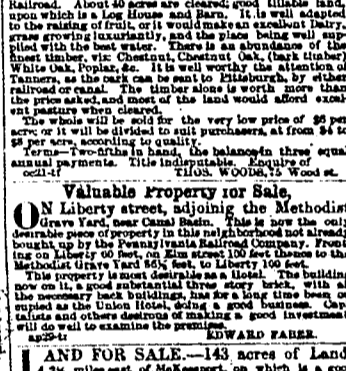 Railroad. About 40 acres are cleared; good tillable land,
upon which is a Log House and Barn. It is well adapted
to the raising of fruit, or it would make an excellent Dairy,
grass growing luxuriantly, and the place being well sup-
plied with the best water. There is an abundance of the
finest timber, viz: Chestnut, Chestnut Oak, (bark timber)
White Oak, Poplar, &c. It is well worthy the attention of
Tanners, as the bark can be sent to Pittsburgh, by either
railroad or canal. The timber alone is worth more than
the price asked, and most of the land would afford excel-
ent pasture when cleared.
The whole will be sold for the very low price of $6 per
acre; or it will be divided to suit purchasers, at from $4 to
$8 per acre, according to quality.
Terms—Two-fifths in hand, the balance in three equal
annual payments. Title indisputable. Enquire of
oc21-tf THOS. WOODS, 75 Wood st.
Valuable Property for Sale,
ON Liberty street, adjoinig the Methodist
Grave Yard, near Canal Basin. This is now the only
desirable piece of property in this neighborhood not already
bought up by the Pennsylvania Railroad Company. Front-
ing on Liberty 60 feet, on Elm street 100 feet thence to the
Methodist Grave Yard 86½ feet, to Liberty 100 feet.
This property is most desirable as a Hotel. The building
now on it, a good substantial three story brick, with all
the necessary back buildings, has for a long time been oc-
cupied as the Union Hotel, doing a good business. Cap-
italists and others desirous of making a good investment
will do well to examine the premises.
ap29-tf EDWARD FABER.
LAND FOR SALE.—143 acres of Land
4 3/4 miles east of McKeesport, on which is a good